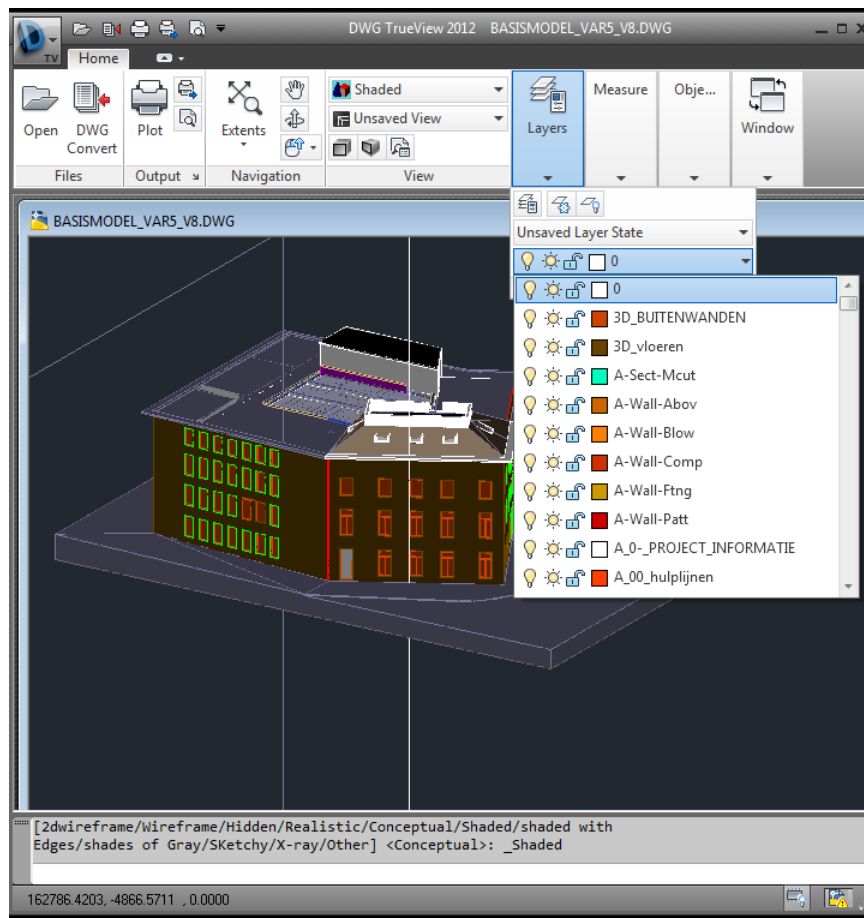 DWG TrueView 2012 BASISMODEL_VAR5_V8.DWG
TV
Home
Open
DWG Convert
Plot
Extents
Shaded
Unsaved View
Layers
Measure
Obje...
Window
Files
Output
Navigation
View
BASISMODEL_VAR5_V8.DWG
Unsaved Layer State
0
0
3D_BUITENWANDEN
3D_vloeren
A-Sect-Mcut
A-Wall-Abov
A-Wall-Blow
A-Wall-Comp
A-Wall-Ftng
A-Wall-Patt
A_0-_PROJECT_INFORMATIE
A_00_hulplijnen
[2dwireframe/Wireframe/Hidden/Realistic/Conceptual/Shaded/shaded with
Edges/shades of Gray/SKetchy/X-ray/Other] <Conceptual>: _Shaded
162786.4203, -4866.5711 , 0.0000